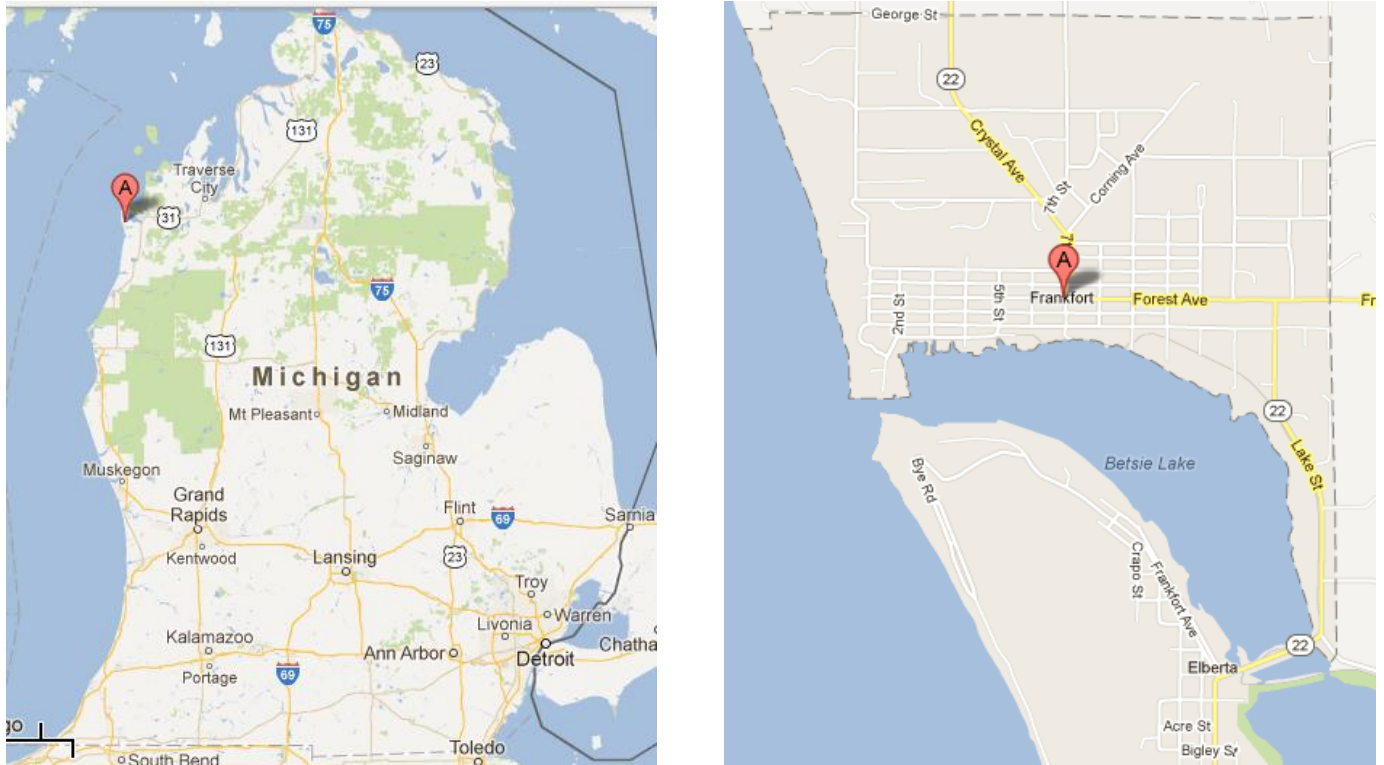 75
23
131
A
Traverse
City
31
75
131
Michigan
Mt Pleasant
Midland
Saginaw
Muskegon
Grand
Rapids
Kentwood
Flint
69
Sarnia
Lansing
23
Troy
Warren
Livonia
Kalamazoo
Ann Arbor
Detroit
Chatha
Portage
69
go
Toledo
South Bend
George St
22
Crystal Ave
Corning Ave
7th St
7t
A
Frankfort
Forest Ave
Fr
2nd St
5th St
22
Lake St
Betsie Lake
Bye Rd
Crapo St
Frankfort Ave
22
Elberta
Acre St
Bigley St